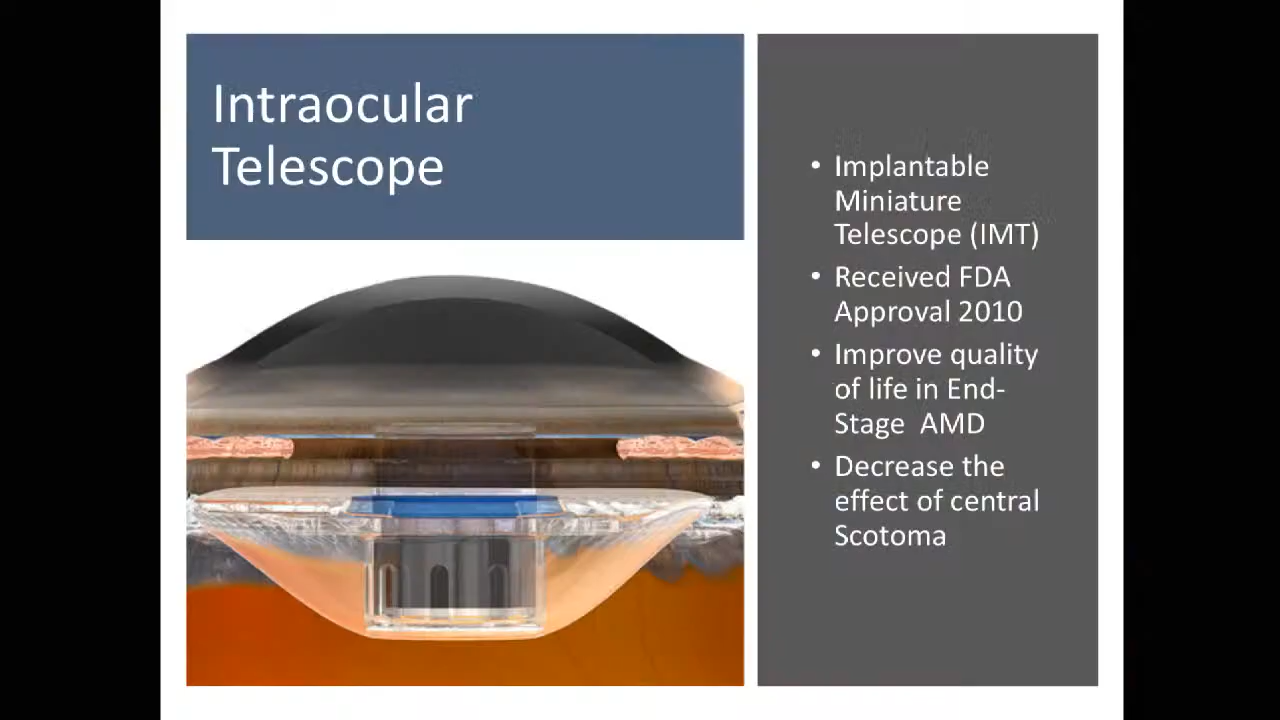 Intraocular
Telescope
• Implantable
Miniature
Telescope (IMT)
• Received FDA
Approval 2010
• Improve quality
of life in End-
Stage  AMD
• Decrease the
effect of central
Scotoma